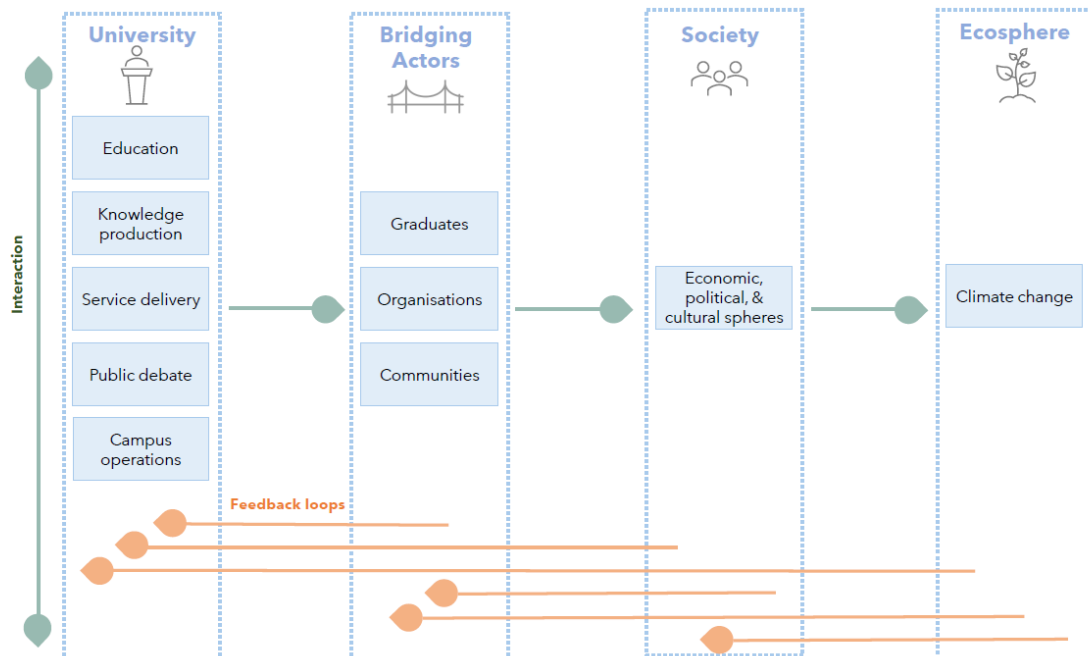 University
Bridging
Actors
Society
Ecosphere
Education
Knowledge
production
Graduates
Interaction
Service delivery
Organisations
Economic,
political, &
cultural spheres
Climate change
Public debate
Communities
Campus
operations
Feedback loops